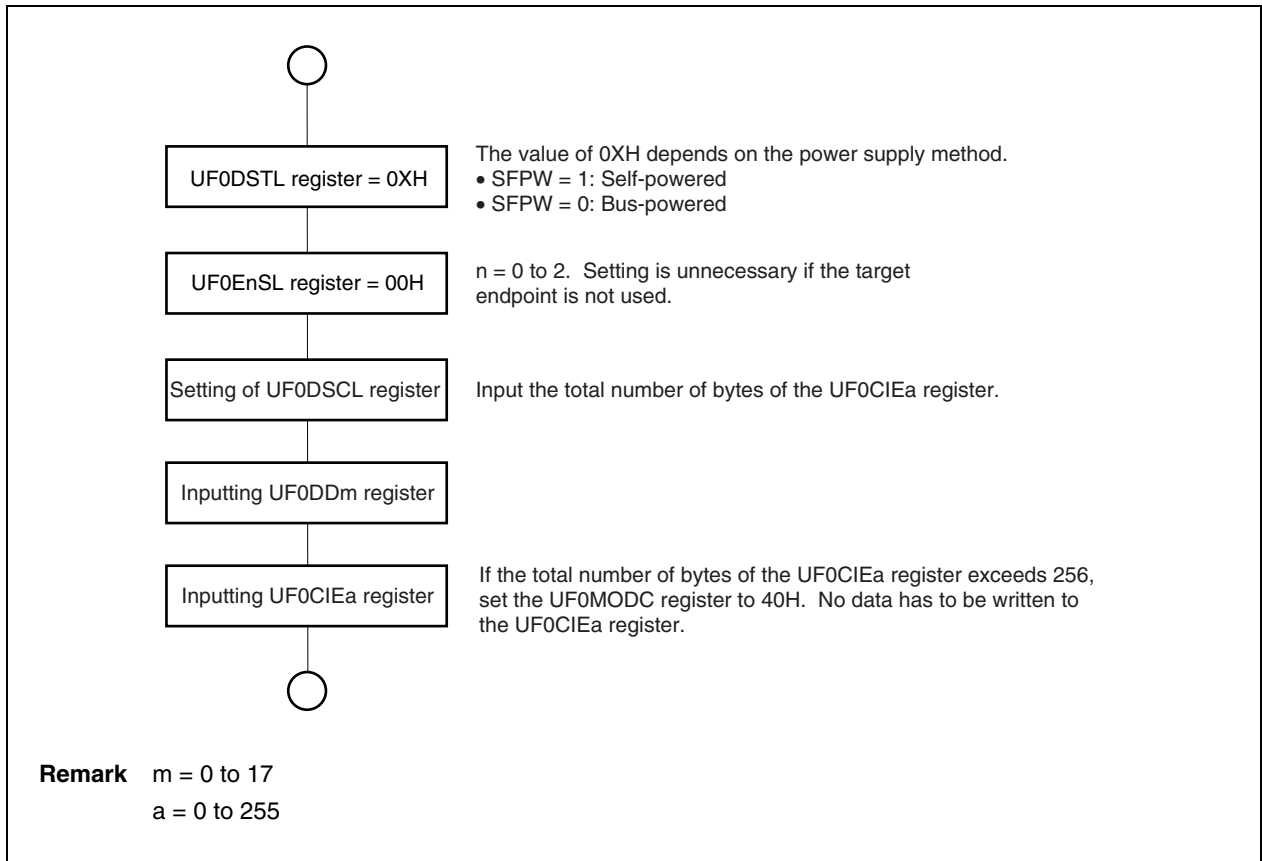 UF0DSTL register = 0XH
The value of 0XH depends on the power supply method.
• SFPW = 1: Self-powered
• SFPW = 0: Bus-powered
UF0EnSL register = 00H
n = 0 to 2.  Setting is unnecessary if the target
endpoint is not used.
Setting of UF0DSCL register
Input the total number of bytes of the UF0CIEa register.
Inputting UF0DDm register
Inputting UF0CIEa register
If the total number of bytes of the UF0CIEa register exceeds 256,
set the UF0MODC register to 40H.  No data has to be written to
the UF0CIEa register.
Remark m = 0 to 17
a = 0 to 255